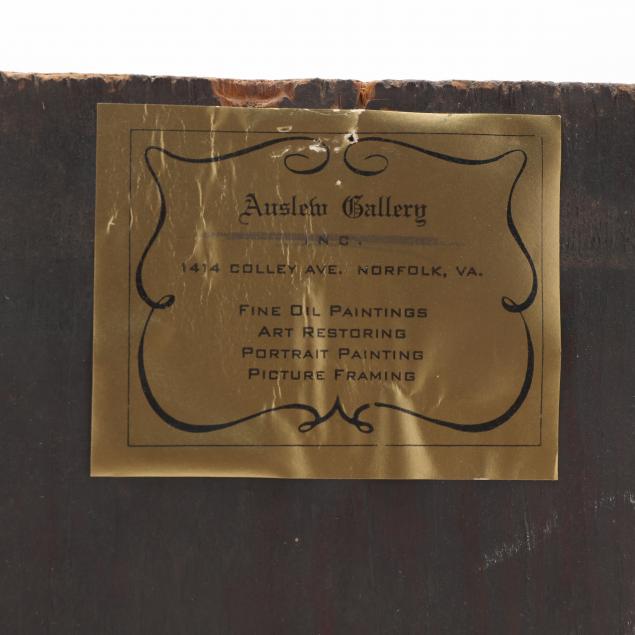 Auslew Gallery
INC.
1414 COLLEY AVE. NORFOLK, VA.
FINE OIL PAINTINGS
ART RESTORING
PORTRAIT PAINTING
PICTURE FRAMING